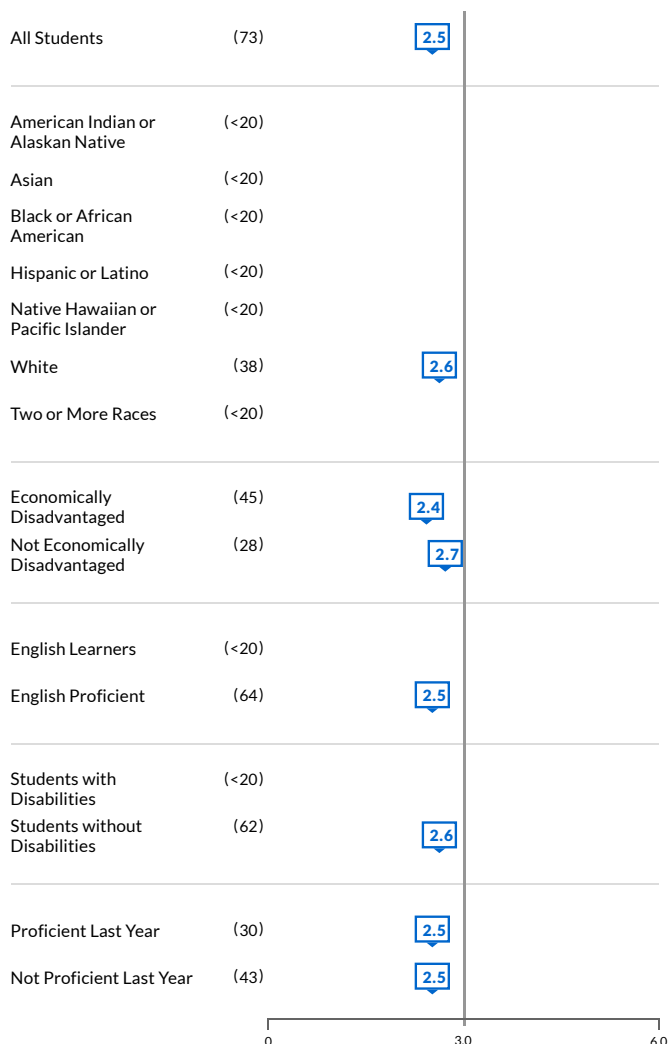 All Students (73) 2.5
American Indian or (<20)
Alaskan Native
Asian (<20)
Black or African (<20)
American
Hispanic or Latino (<20)
Native Hawaiian or (<20)
Pacific Islander
White (38) 2.6
Two or More Races (<20)
Economically (45) 2.4
Disadvantaged
Not Economically (28) 2.7
Disadvantaged
English Learners (<20)
English Proficient (64) 2.5
Students with (<20)
Disabilities
Students without (62) 2.6
Disabilities
Proficient Last Year (30) 2.5
Not Proficient Last Year (43) 2.5
0 3.0 6.0